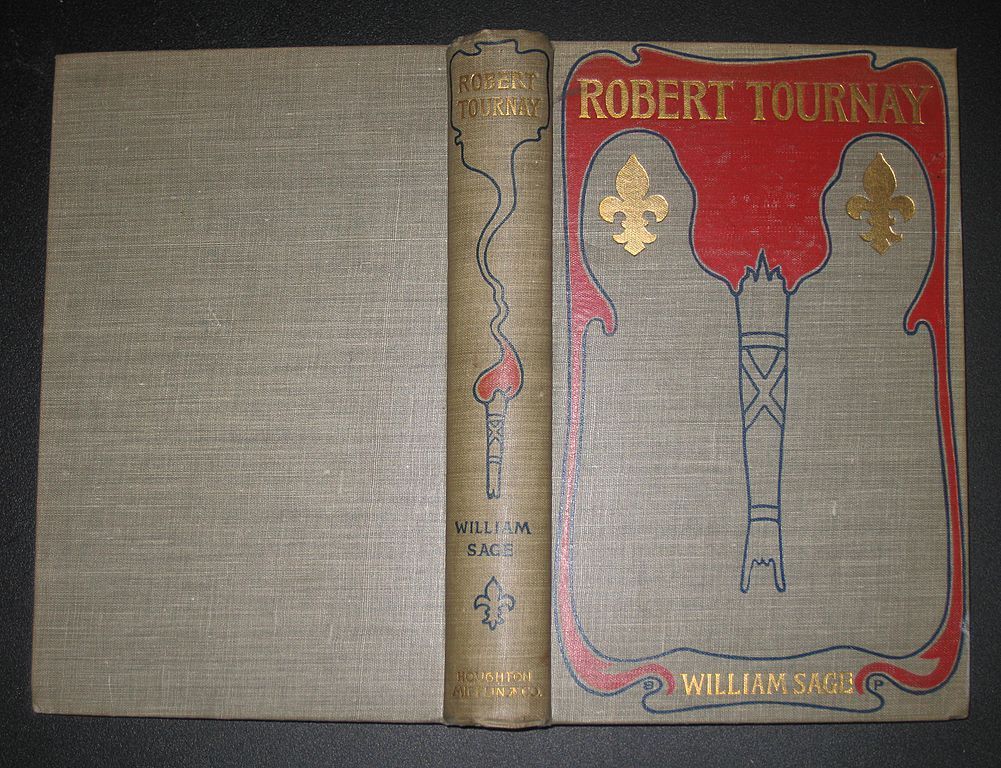 ROBERT
TOURNAY
WILLIAM
SAGE
HOUGHTON
MIFFLIN & CO.
ROBERT TOURNAY
S WILLIAM SAGE P